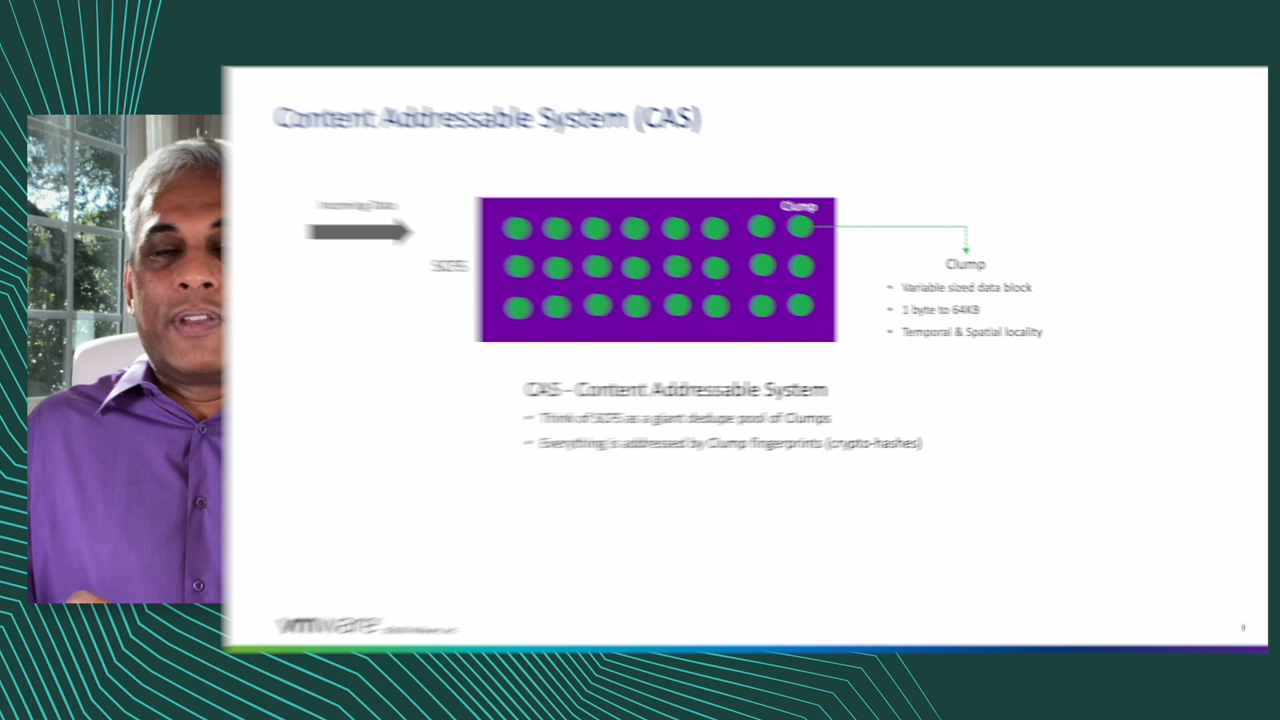 Content Addressable System (CAS)
Incoming Data
Clump
SCFS
Clump
• Variable sized data block
• 1 byte to 64KB
• Temporal & Spatial locality
CAS – Content Addressable System
– Think of SCFS as a giant dedupe pool of Clumps
– Everything is addressed by Clump fingerprints (crypto-hashes)
vmware
9